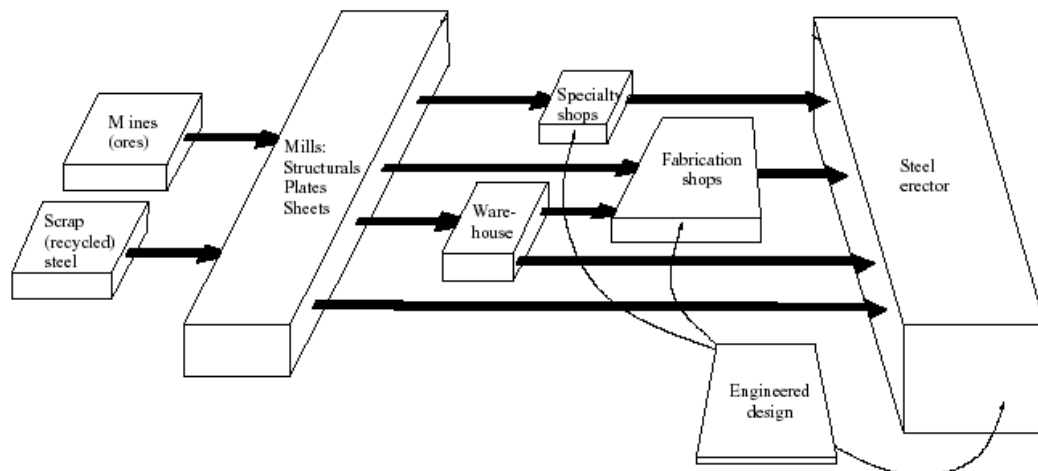 M ines
(ores)
Scrap
(recycled)
steel
Mills:
Structurals
Plates
Sheets
Specialty
shops
Fabrication
shops
Ware-
house
Engineered
design
Steel
erector